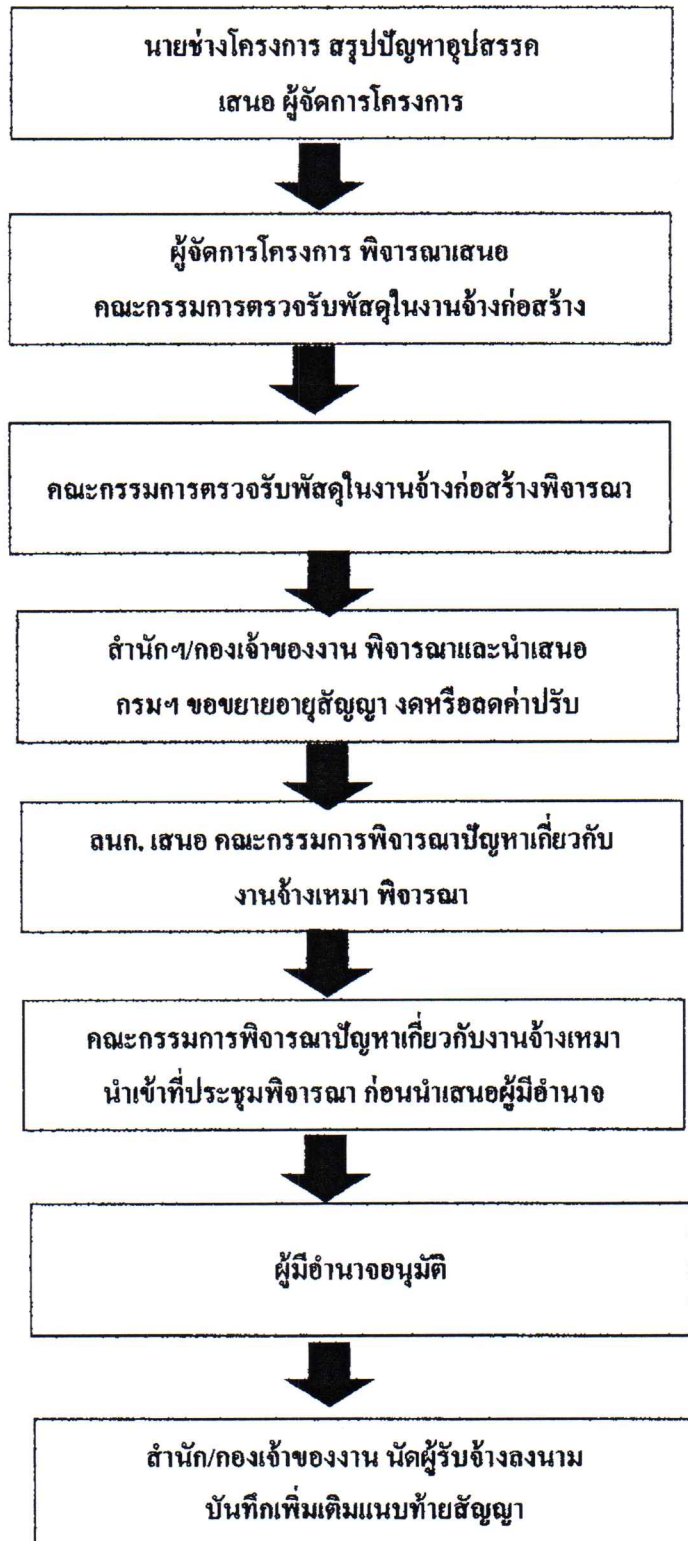 นายช่างโครงการ สรุปปัญหาอุปสรรค
เสนอ ผู้จัดการโครงการ
ผู้จัดการโครงการ พิจารณาเสนอ
คณะกรรมการตรวจรับพัสดุในงานจ้างก่อสร้าง
คณะกรรมการตรวจรับพัสดุในงานจ้างก่อสร้างพิจารณา
สำนักฯ/กองเจ้าของงาน พิจารณาและนำเสนอ
กรมฯ ขอขยายอายุสัญญา งดหรือลดค่าปรับ
ลนก. เสนอ คณะกรรมการพิจารณาปัญหาเกี่ยวกับ
งานจ้างเหมา พิจารณา
คณะกรรมการพิจารณาปัญหาเกี่ยวกับงานจ้างเหมา
นำเข้าที่ประชุมพิจารณา ก่อนนำเสนอผู้มีอำนาจ
ผู้มีอำนาจอนุมัติ
สำนัก/กองเจ้าของงาน นัดผู้รับจ้างลงนาม
บันทึกเพิ่มเติมแนบท้ายสัญญา